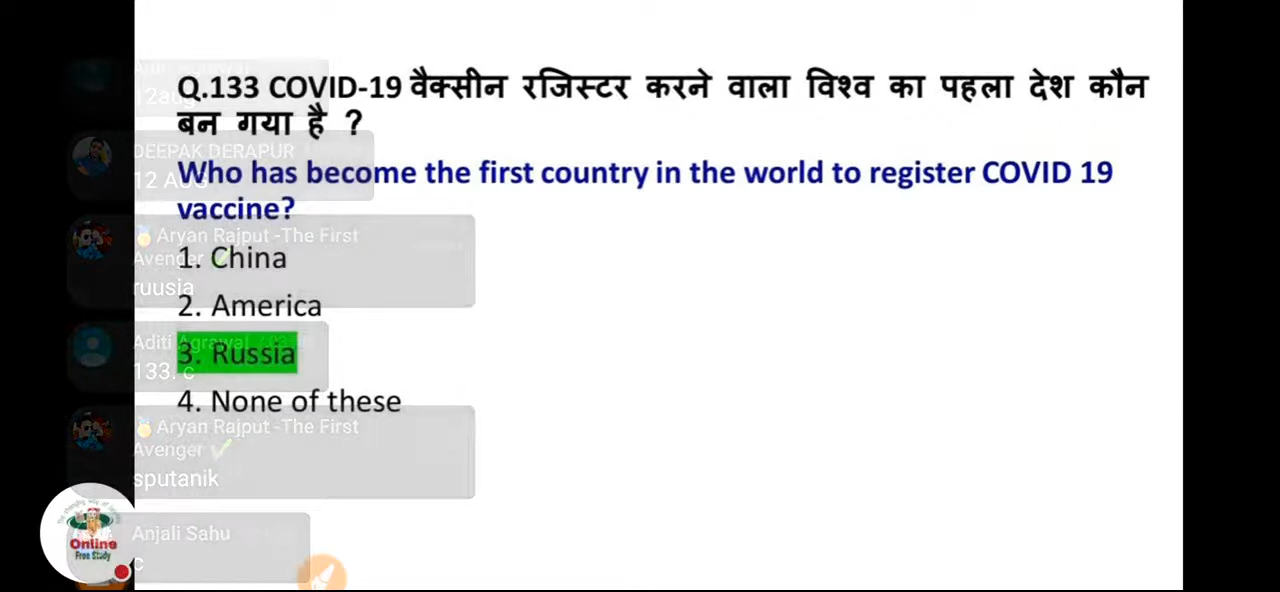 Q.133 COVID-19 वैक्सीन रजिस्टर करने वाला विश्व का पहला देश कौन
बन गया है ?
Who has become the first country in the world to register COVID 19
vaccine?
1. China
2. America
3. Russia
4. None of these
12aug
DEEPAK DERAPUR
12 AUG
Aryan Rajput -The First
Avenger
ruusia
Aditi Agrawal
133. c
Aryan Rajput -The First
Avenger
sputanik
Anjali Sahu
c
Online
Free Study